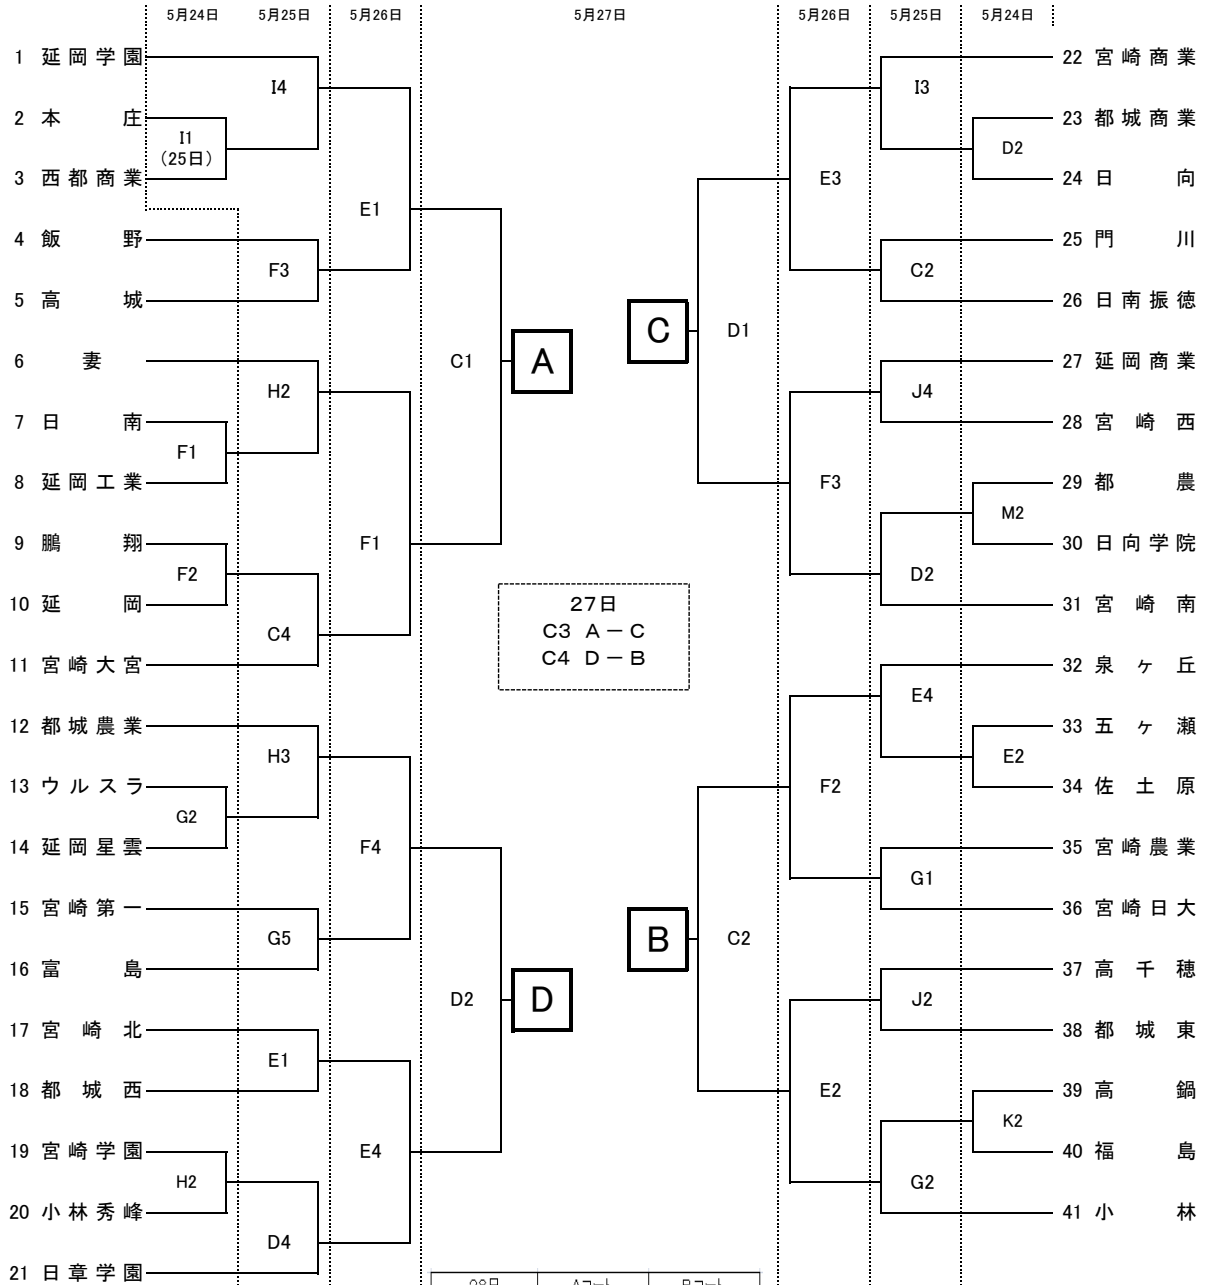 5月24日 5月25日 5月26日 5月27日 5月26日 5月25日 5月24日
1 延岡学園
2 本庄
3 西都商業
4 飯野
5 高城
6 妻
7 日南
8 延岡工業
9 鵬翔
10 延岡
11 宮崎大宮
12 都城農業
13 ウルスラ
14 延岡星雲
15 宮崎第一
16 富島
17 宮崎北
18 都城西
19 宮崎学園
20 小林秀峰
21 日章学園
I1
(25日)
F1
F2
G2
H2
I4
F3
H2
C4
H3
G5
E1
D4
E1
F1
F4
E4
C1
D2
A
D
27日
C3 A－C
C4 D－B
C
B
D1
C2
E3
F3
F2
E2
I3
C2
J4
D2
E4
G1
J2
G2
D2
M2
E2
K2
22 宮崎商業
23 都城商業
24 日向
25 門川
26 日南振徳
27 延岡商業
28 宮崎西
29 都農
30 日向学院
31 宮崎南
32 泉ヶ丘
33 五ヶ瀬
34 佐土原
35 宮崎農業
36 宮崎日大
37 高千穂
38 都城東
39 高鍋
40 福島
41 小林